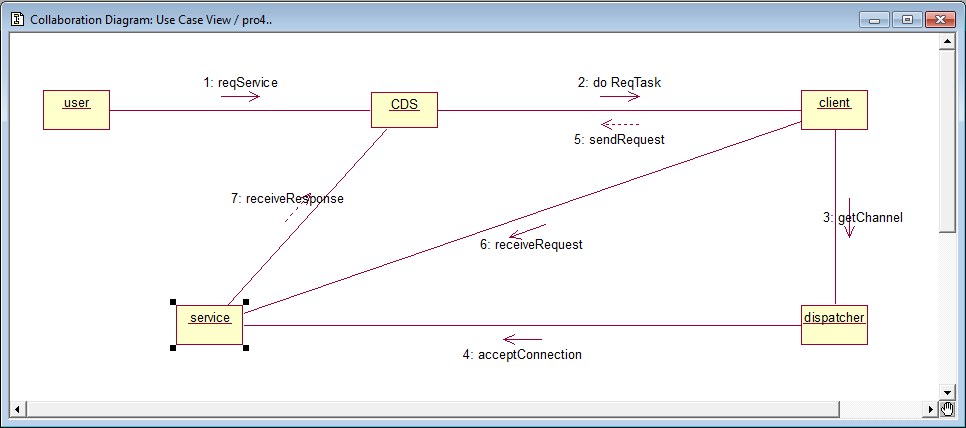 Collaboration Diagram: Use Case View / pro4..
1: reqService
2: do ReqTask
user
CDS
client
5: sendRequest
7: receiveResponse
3: getChannel
6: receiveRequest
service
dispatcher
4: acceptConnection